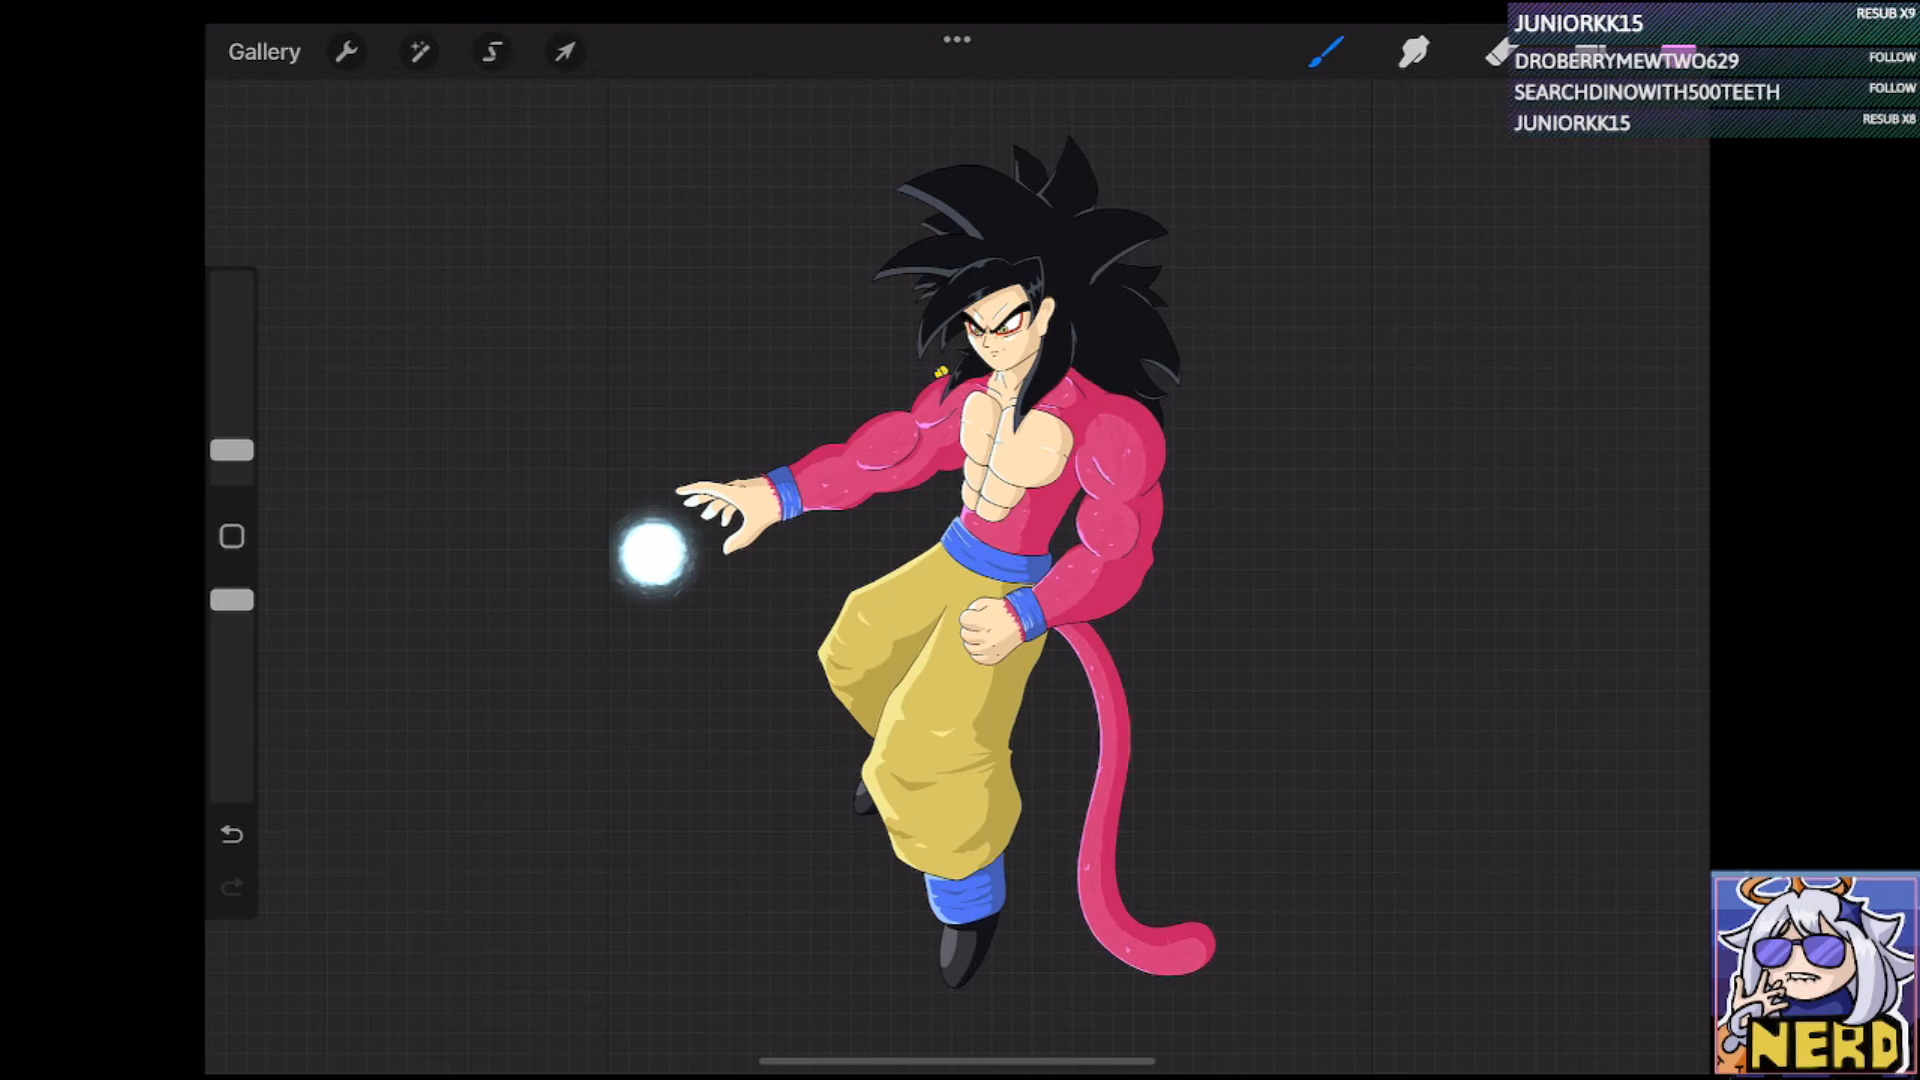 Gallery
JUNIORKK15 RESUB X9
DROBERRYMEWTWO629 FOLLOW
SEARCHDINOWITH500TEETH FOLLOW
JUNIORKK15 RESUB X8
NERD